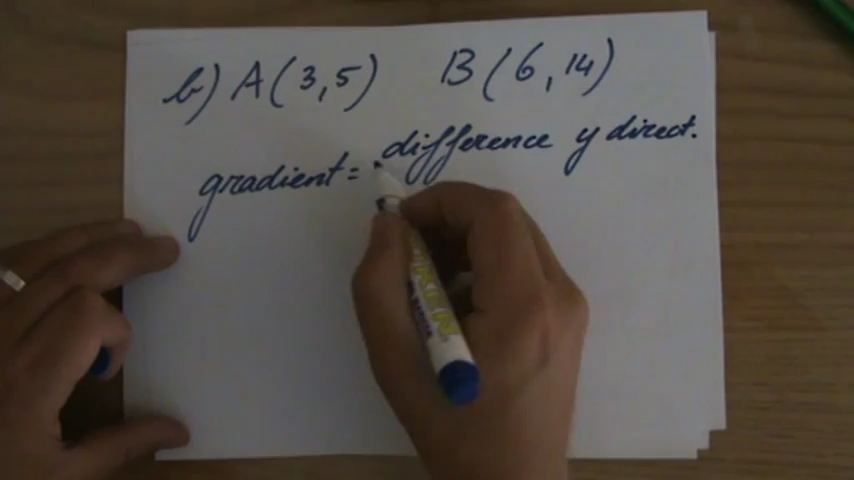 b) A(3,5) B(6,14)
gradient= difference y direct.